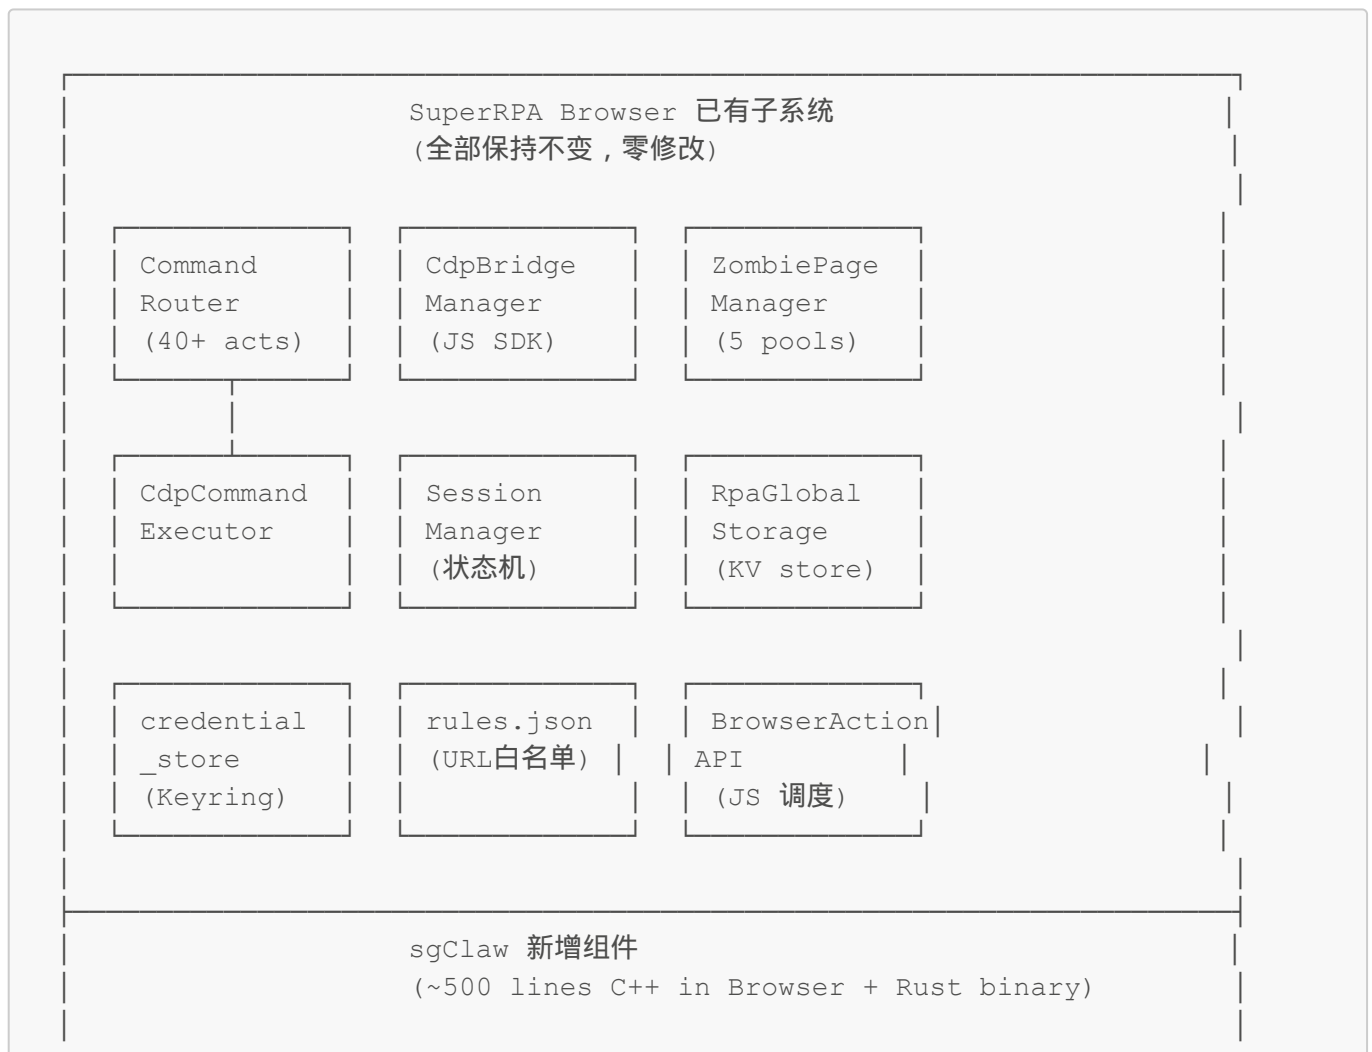 SuperRPA Browser 已有子系统
(全部保持不变，零修改)
Command CdpBridge ZombiePage
Router Manager Manager
(40+ acts) (JS SDK) (5 pools)
CdpCommand Session RpaGlobal
Executor Manager Storage
(状态机) (KV store)
credential rules.json BrowserAction
_store (URL白名单) API
(Keyring) (JS 调度)
sgClaw 新增组件
(~500 lines C++ in Browser + Rust binary)